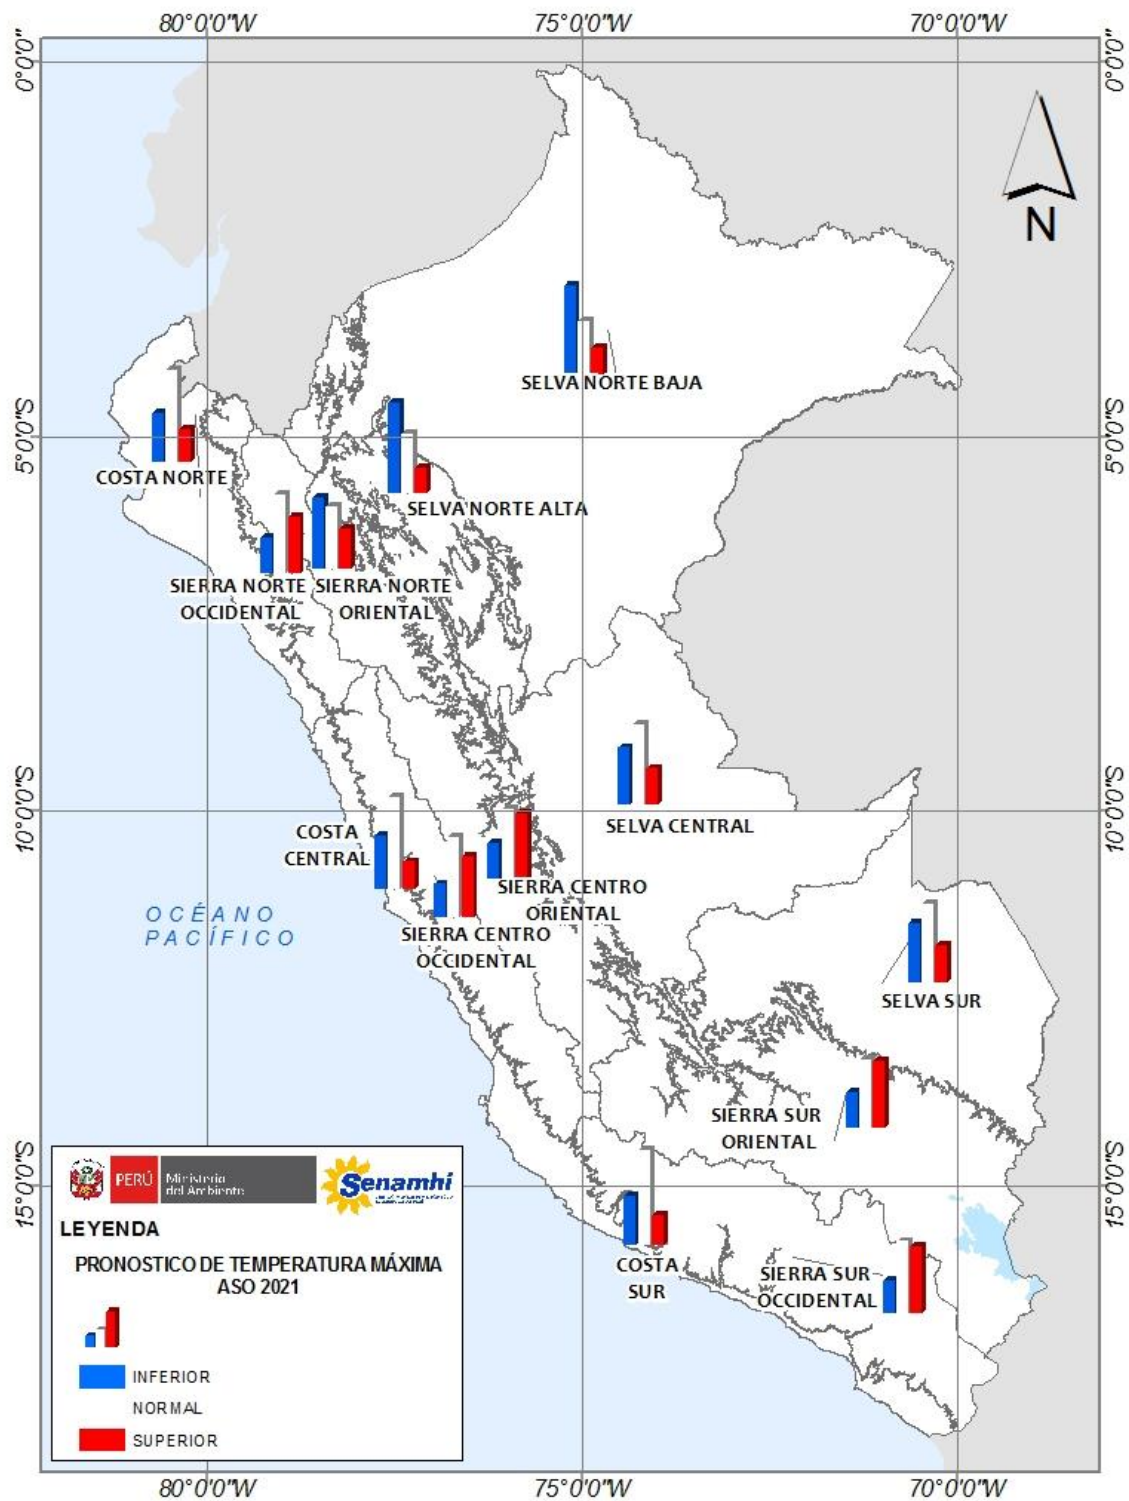 80°0'0"W
75°0'0"W
70°0'0"W
0°0'0"
0°0'0"
N
SELVA NORTE BAJA
5°0'0"S
5°0'0"S
COSTA NORTE
SELVA NORTE ALTA
SIERRA NORTE
OCCIDENTAL
SIERRA NORTE
ORIENTAL
10°0'0"S
10°0'0"S
SELVA CENTRAL
COSTA
CENTRAL
SIERRA CENTRO
ORIENTAL
OCÉANO
PACÍFICO
SIERRA CENTRO
OCCIDENTAL
SELVA SUR
SIERRA SUR
ORIENTAL
15°0'0"S
15°0'0"S
COSTA
SUR
SIERRA SUR
OCCIDENTAL
PERÚ
Ministerio
del Ambiente
Senamhi
LEYENDA
PRONOSTICO DE TEMPERATURA MÁXIMA
ASO 2021
INFERIOR
NORMAL
SUPERIOR
80°0'0"W
75°0'0"W
70°0'0"W